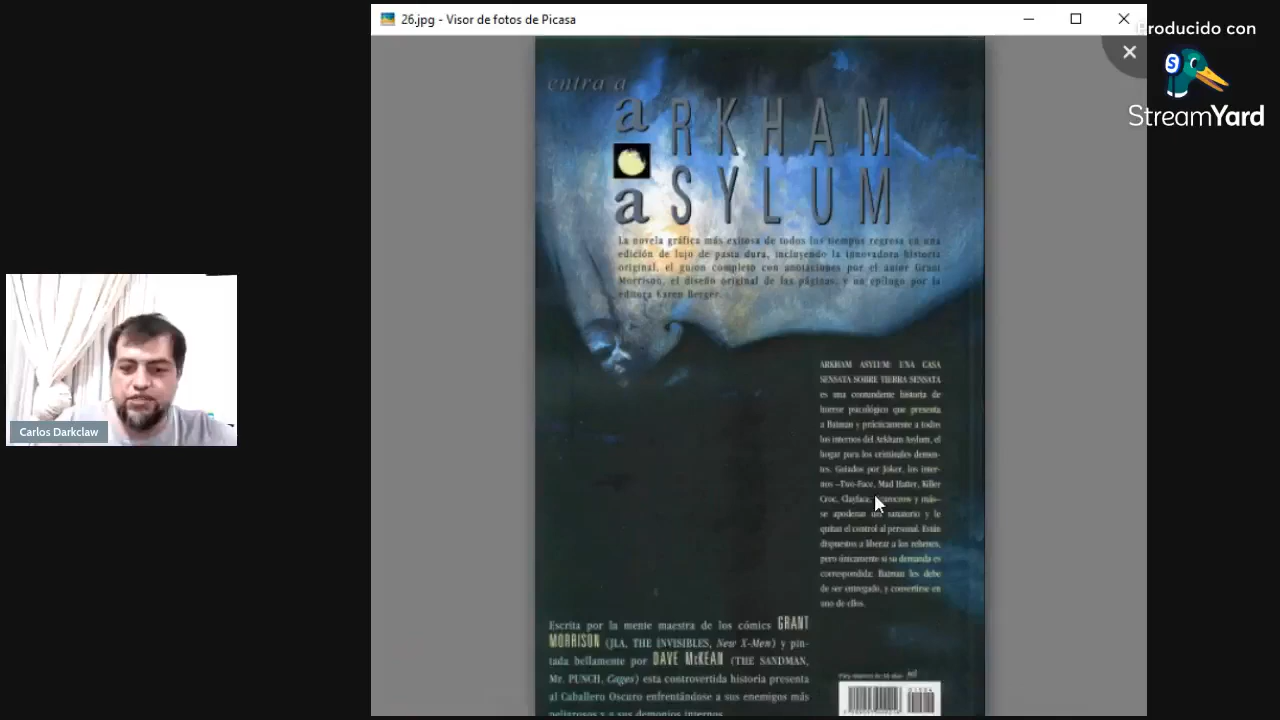 26.jpg - Visor de fotos de Picasa
Producido con
StreamYard
entra a
a ARKHAM
a ASYLUM
La novela gráfica más exitosa de todos los tiempos regresa en una
edición de lujo de pasta dura, incluyendo la innovadora historia
original, el guion completo con anotaciones por el autor Grant
Morrison, el diseño original de las páginas, y un epílogo por la
editora Karen Berger.
ARKHAM ASYLUM: UNA CASA
SENSATA SOBRE TIERRA SENSATA
es una contundente historia de
horror psicológico que presenta
a Batman y prácticamente a todos
los internos del Arkham Asylum, el
hogar para los criminales demen-
tes. Guiados por Joker, los inter-
nos –Two-Face, Mad Hatter, Killer
Croc, Clayface, Scarecrow y más–
se apoderan del sanatorio y le
quitan el control al personal. Están
dispuestos a liberar a los rehenes,
pero únicamente si su demanda es
correspondida: Batman les debe
de ser entregado, y convertirse en
uno de ellos.
Carlos Darkclaw
Escrita por la mente maestra de los cómics GRANT
MORRISON (JLA, THE INVISIBLES, New X-Men) y pin-
tada bellamente por DAVE McKEAN (THE SANDMAN,
Mr. PUNCH, Cages) esta controvertida historia presenta
al Caballero Oscuro enfrentándose a sus enemigos más
peligrosos y a sus demonios internos.